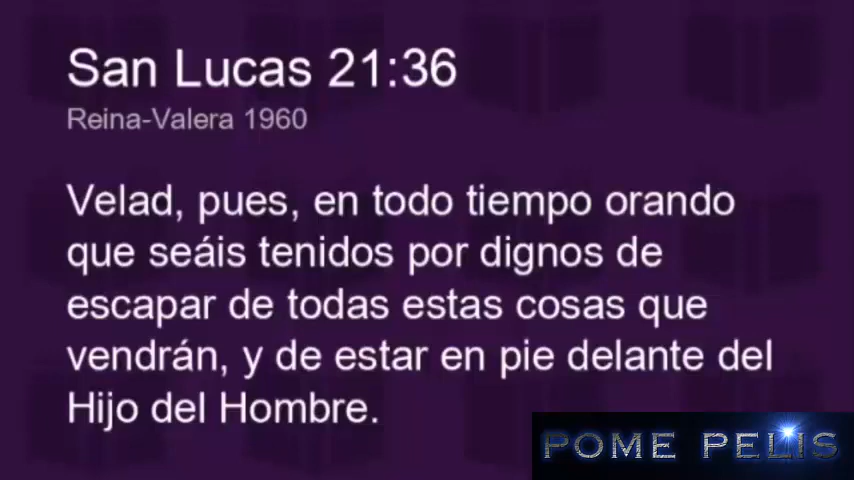 San Lucas 21:36
Reina-Valera 1960
Velad, pues, en todo tiempo orando
que seáis tenidos por dignos de
escapar de todas estas cosas que
vendrán, y de estar en pie delante del
Hijo del Hombre.
POME PELIS